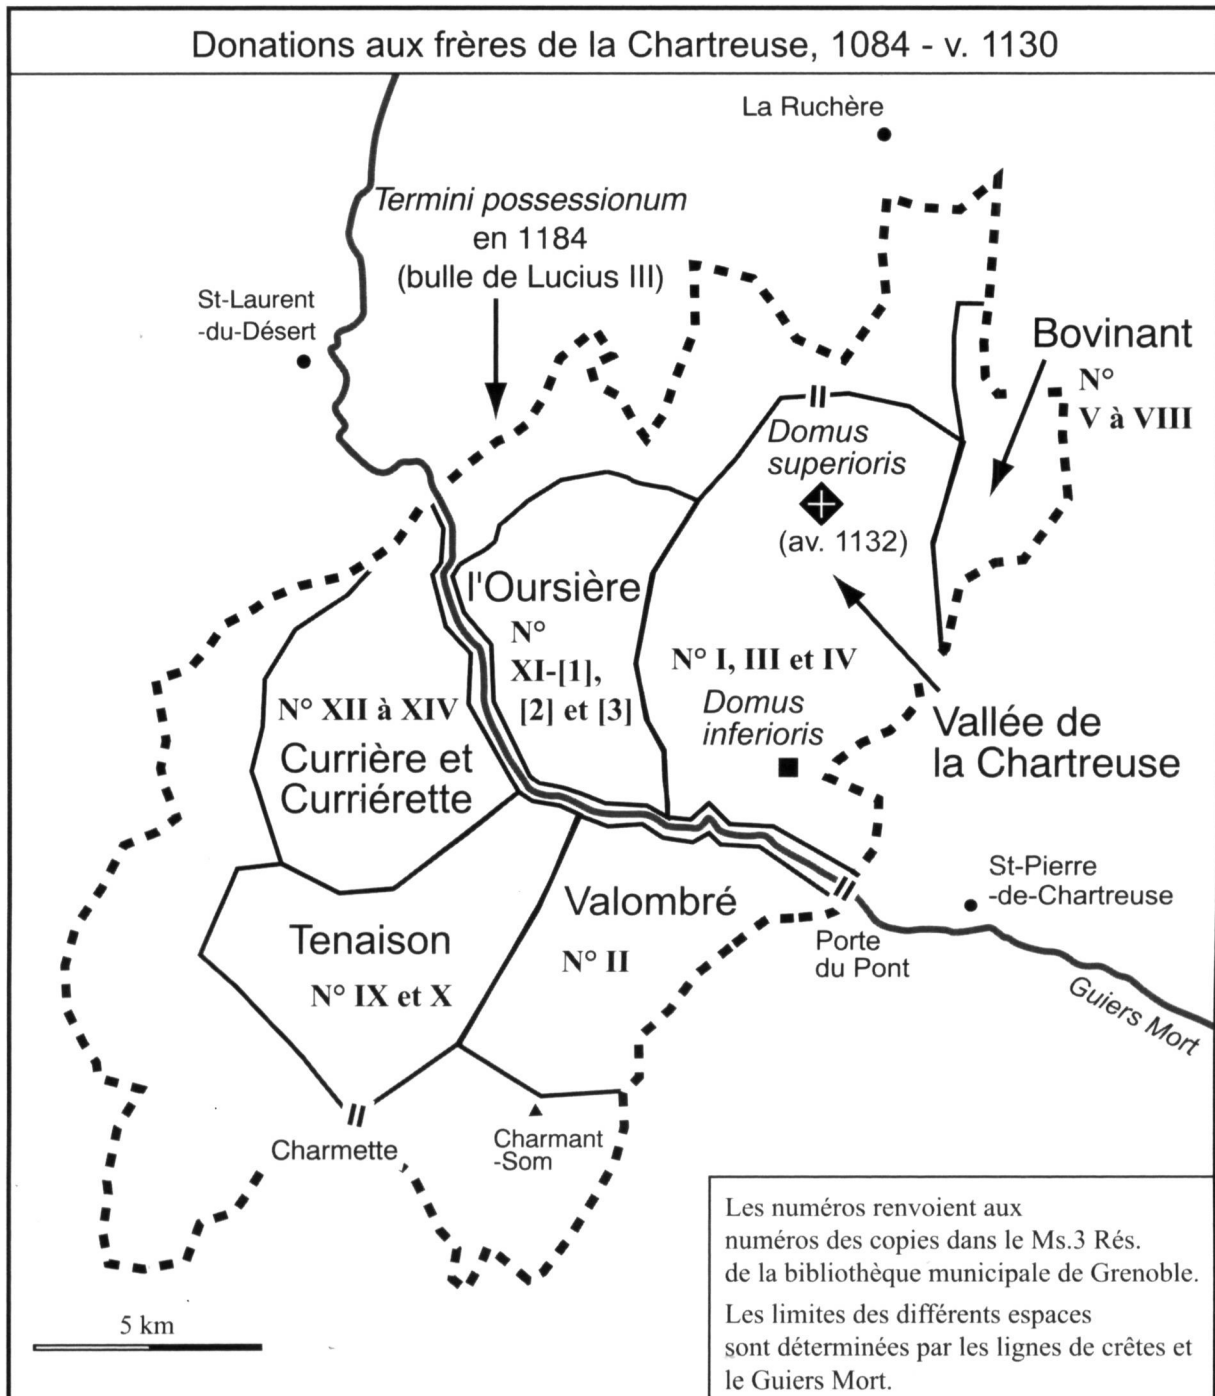 Donations aux frères de la Chartreuse, 1084 - v. 1130
La Ruchère
Termini possessionum
en 1184
(bulle de Lucius III)
St-Laurent
-du-Désert
Bovinant
N°
V à VIII
Domus
superioris
(av. 1132)
l'Oursière
N°
XI-[1],
[2] et [3]
N° I, III et IV
Domus
inferioris
Vallée de
la Chartreuse
N° XII à XIV
Currière et
Curriérette
St-Pierre
-de-Chartreuse
Valombré
N° II
Tenaison
N° IX et X
Porte
du Pont
Guiers Mort
Charmette
Charmant
-Som
5 km
Les numéros renvoient aux
numéros des copies dans le Ms.3 Rés.
de la bibliothèque municipale de Grenoble.
Les limites des différents espaces
sont déterminées par les lignes de crêtes et
le Guiers Mort.